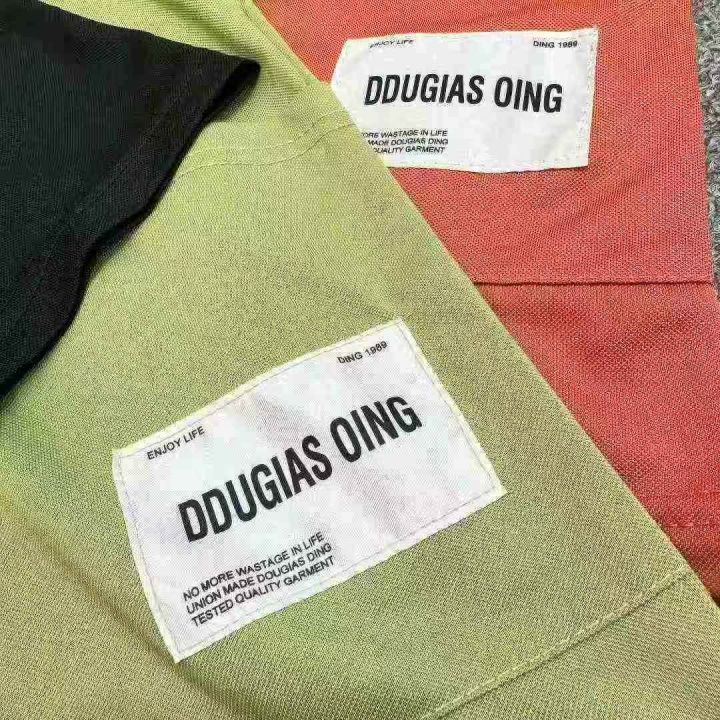 ENJOY LIFE
DING 1989
DDUGIAS OING
ORE WASTAGE IN LIFE
MADE DOUGIAS DING
QUALITY GARMENT
ENJOY LIFE
DING 1989
DDUGIAS OING
NO MORE WASTAGE IN LIFE
UNION MADE DOUGIAS DING
TESTED QUALITY GARMENT